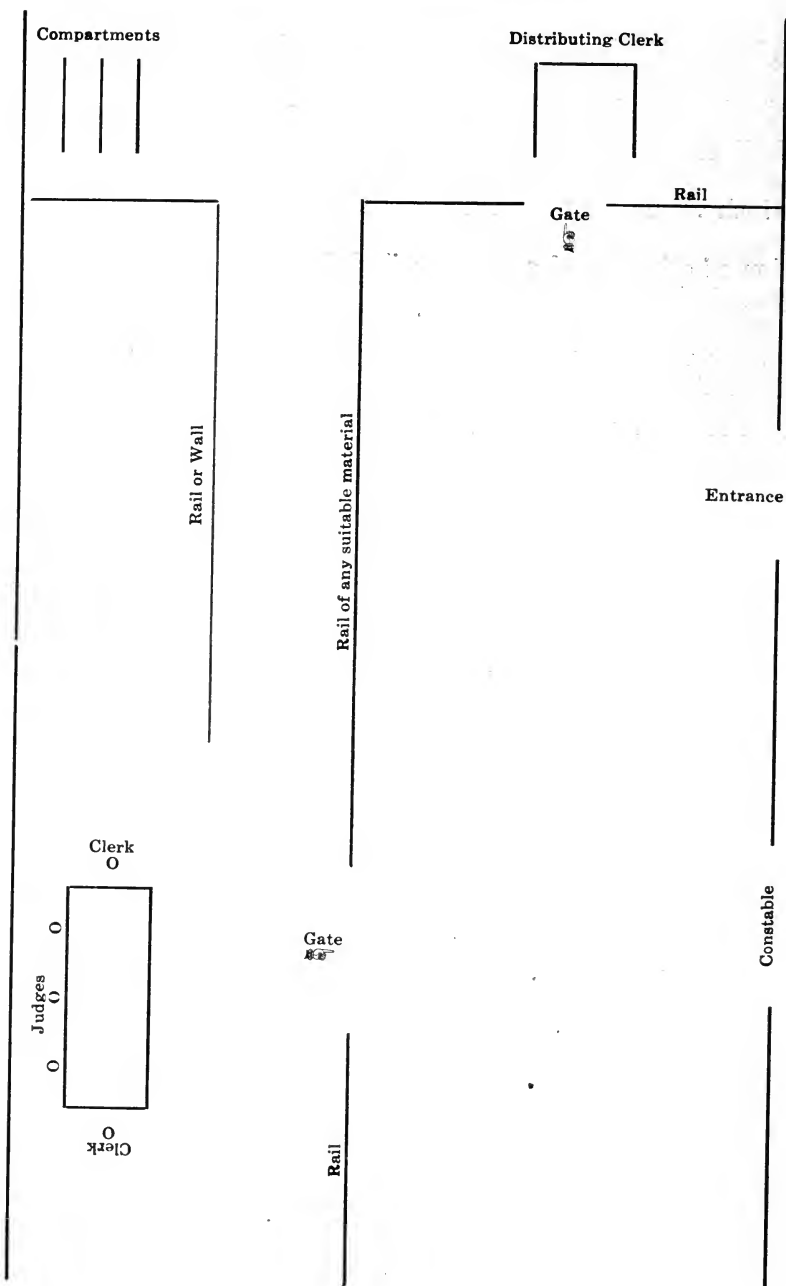 Compartments
Distributing Clerk
Rail
Gate
Rail or Wall
Rail of any suitable material
Entrance
Clerk
O
O
Judges
O
O
Gate
Constable
O
Clerk
Rail